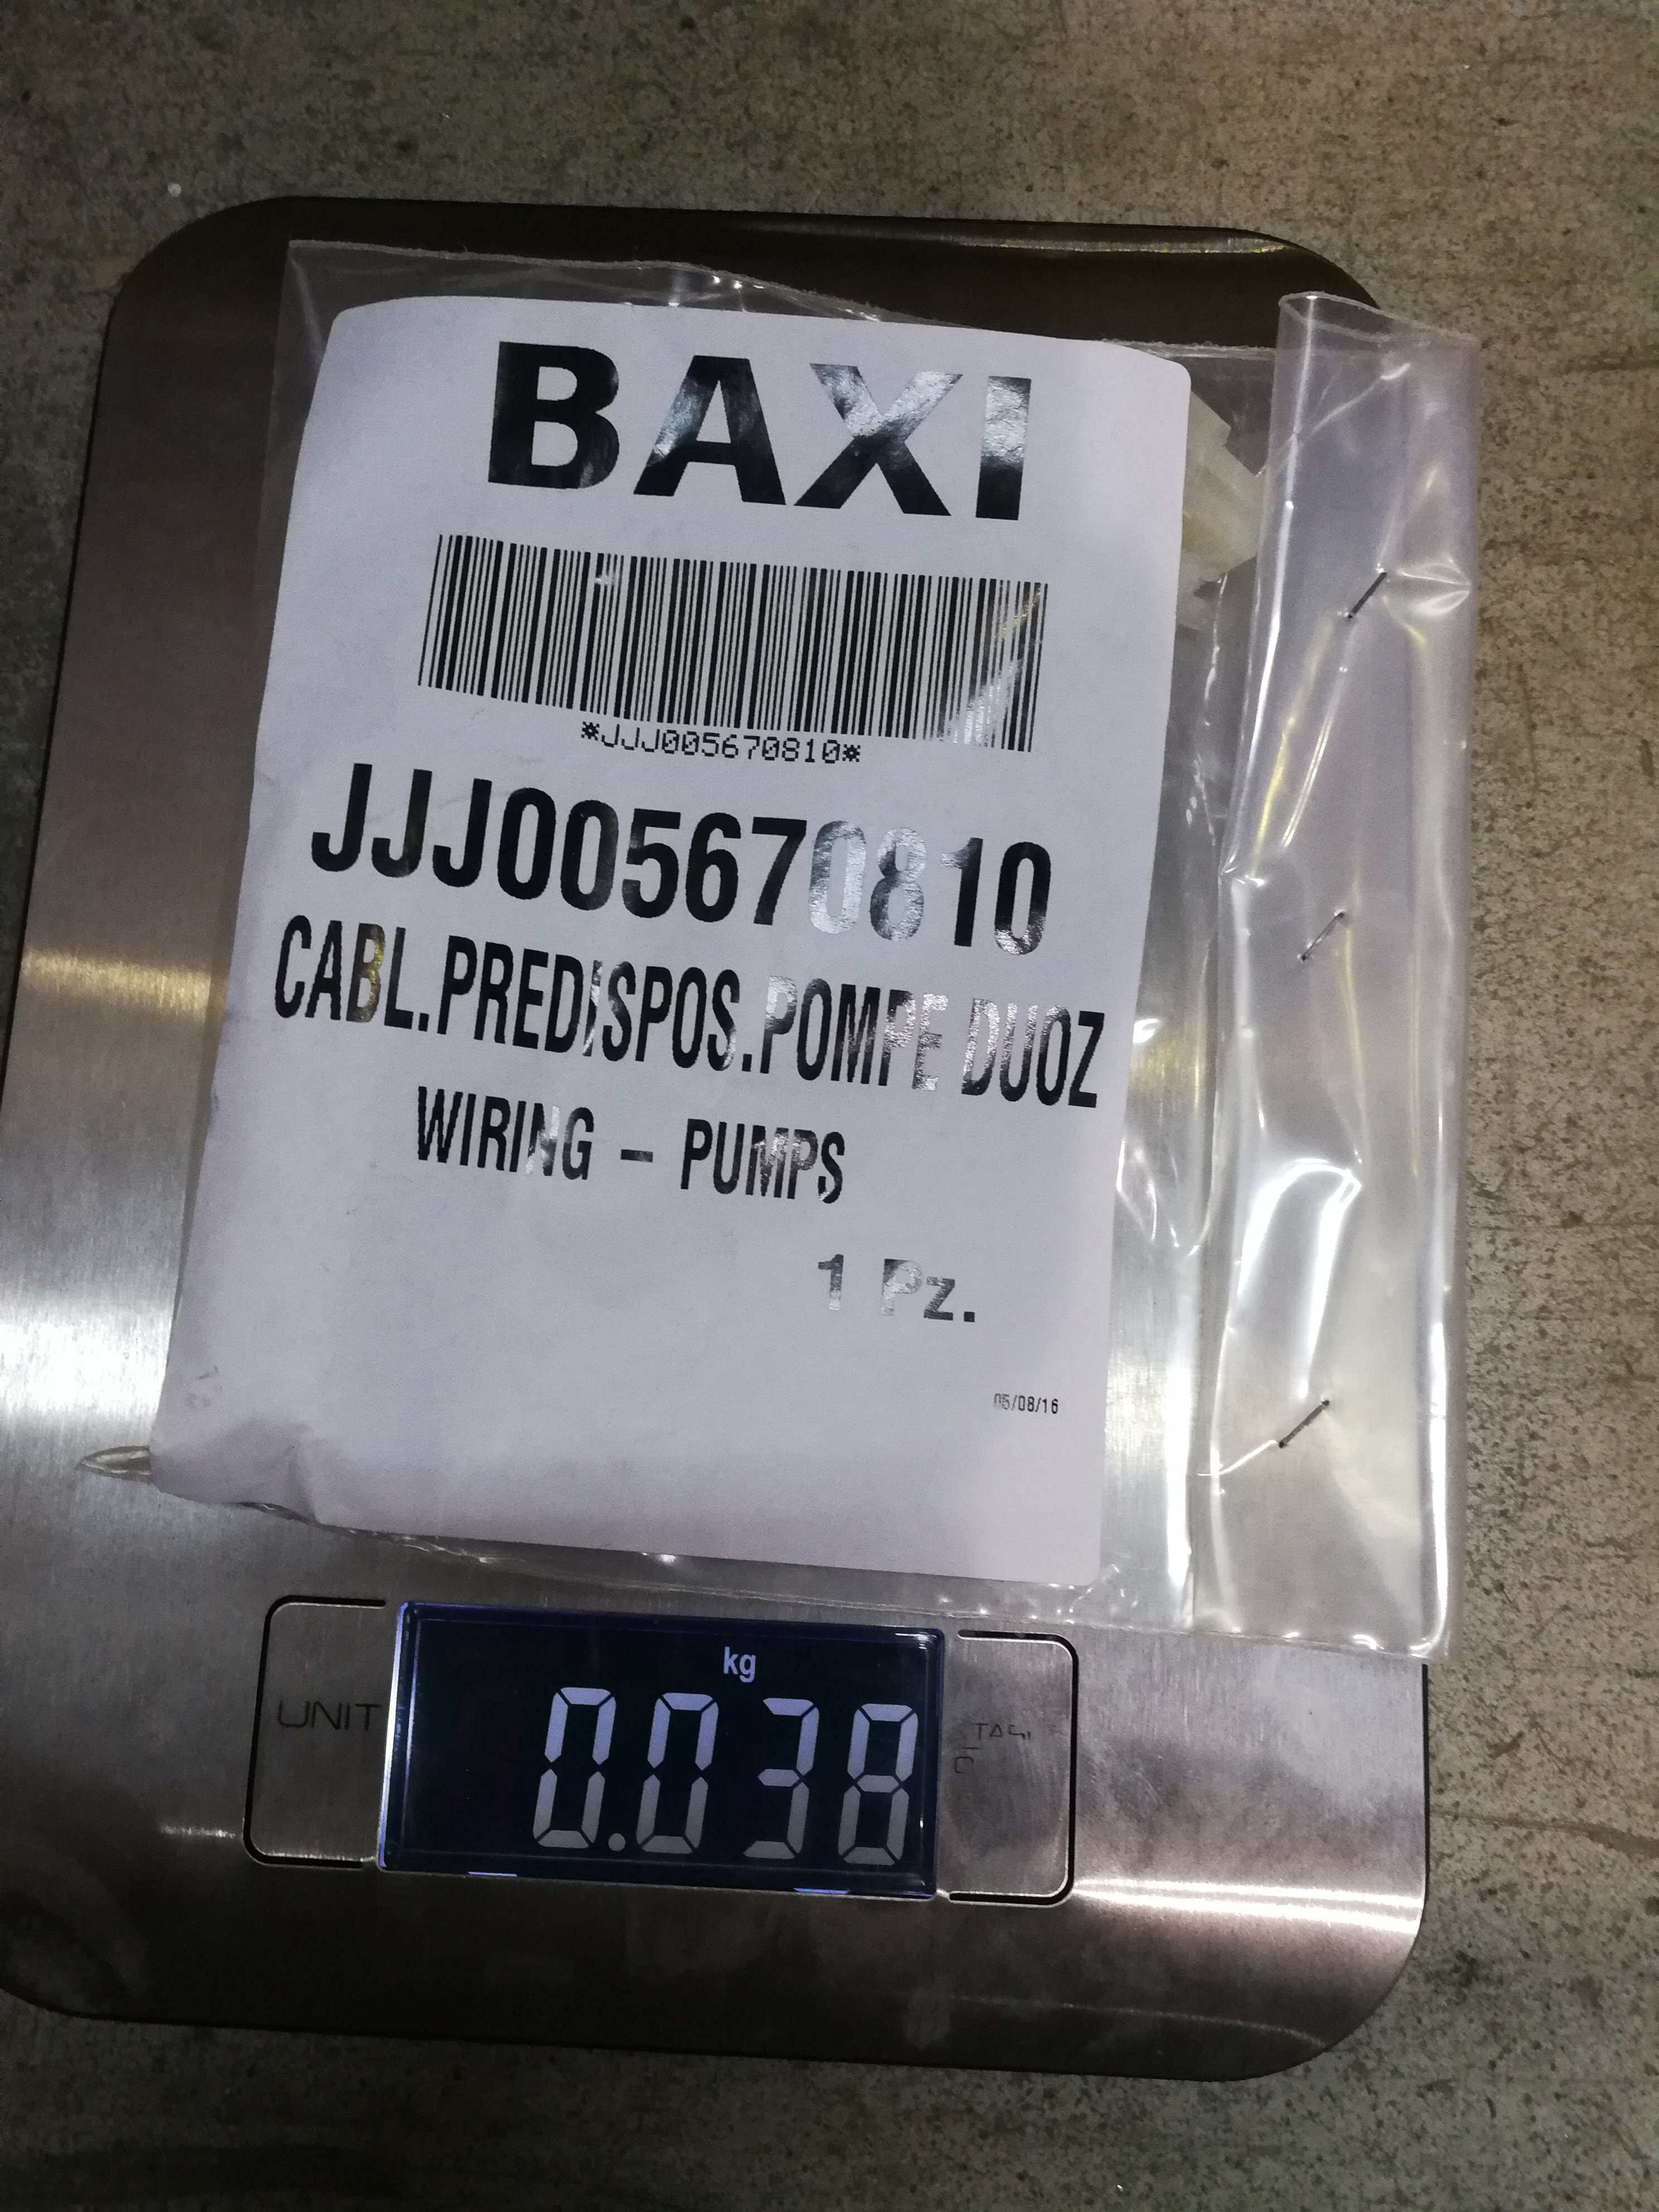 BAXI
*JJJ005670810*
JJJ005670810
CABL.PREDISPOS.POMPE DUOZ
WIRING - PUMPS
1 Pz.
05/08/16
kg
UNIT
0.038